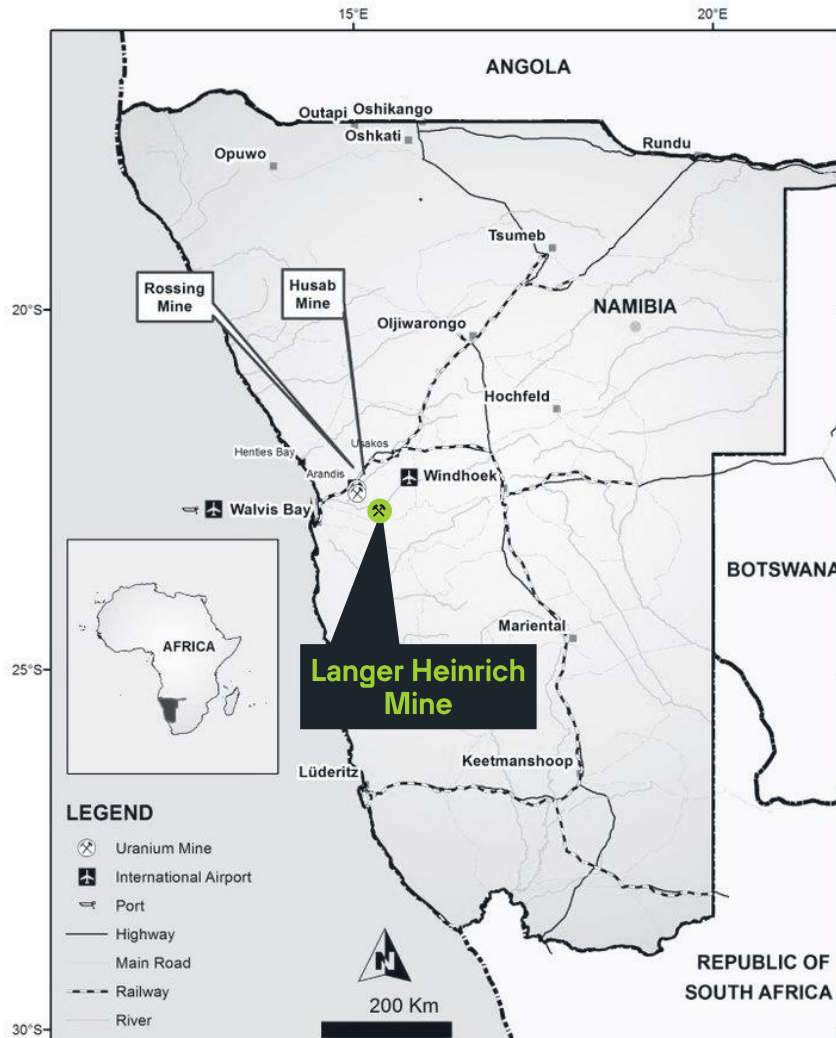 15°E
20°E
ANGOLA
Outapi
Oshikango
Oshkati
Rundu
Opuwo
Tsumeb
Rossing
Mine
Husab
Mine
20°S
NAMIBIA
Oljiwarongo
Hochfeld
Usakos
Henties Bay
Arandis
Windhoek
Walvis Bay
BOTSWANA
AFRICA
Mariental
Langer Heinrich
Mine
25°S
Keetmanshoop
Lüderitz
LEGEND
Uranium Mine
International Airport
Port
Highway
Main Road
Railway
River
N
200 Km
REPUBLIC OF
SOUTH AFRICA
30°S